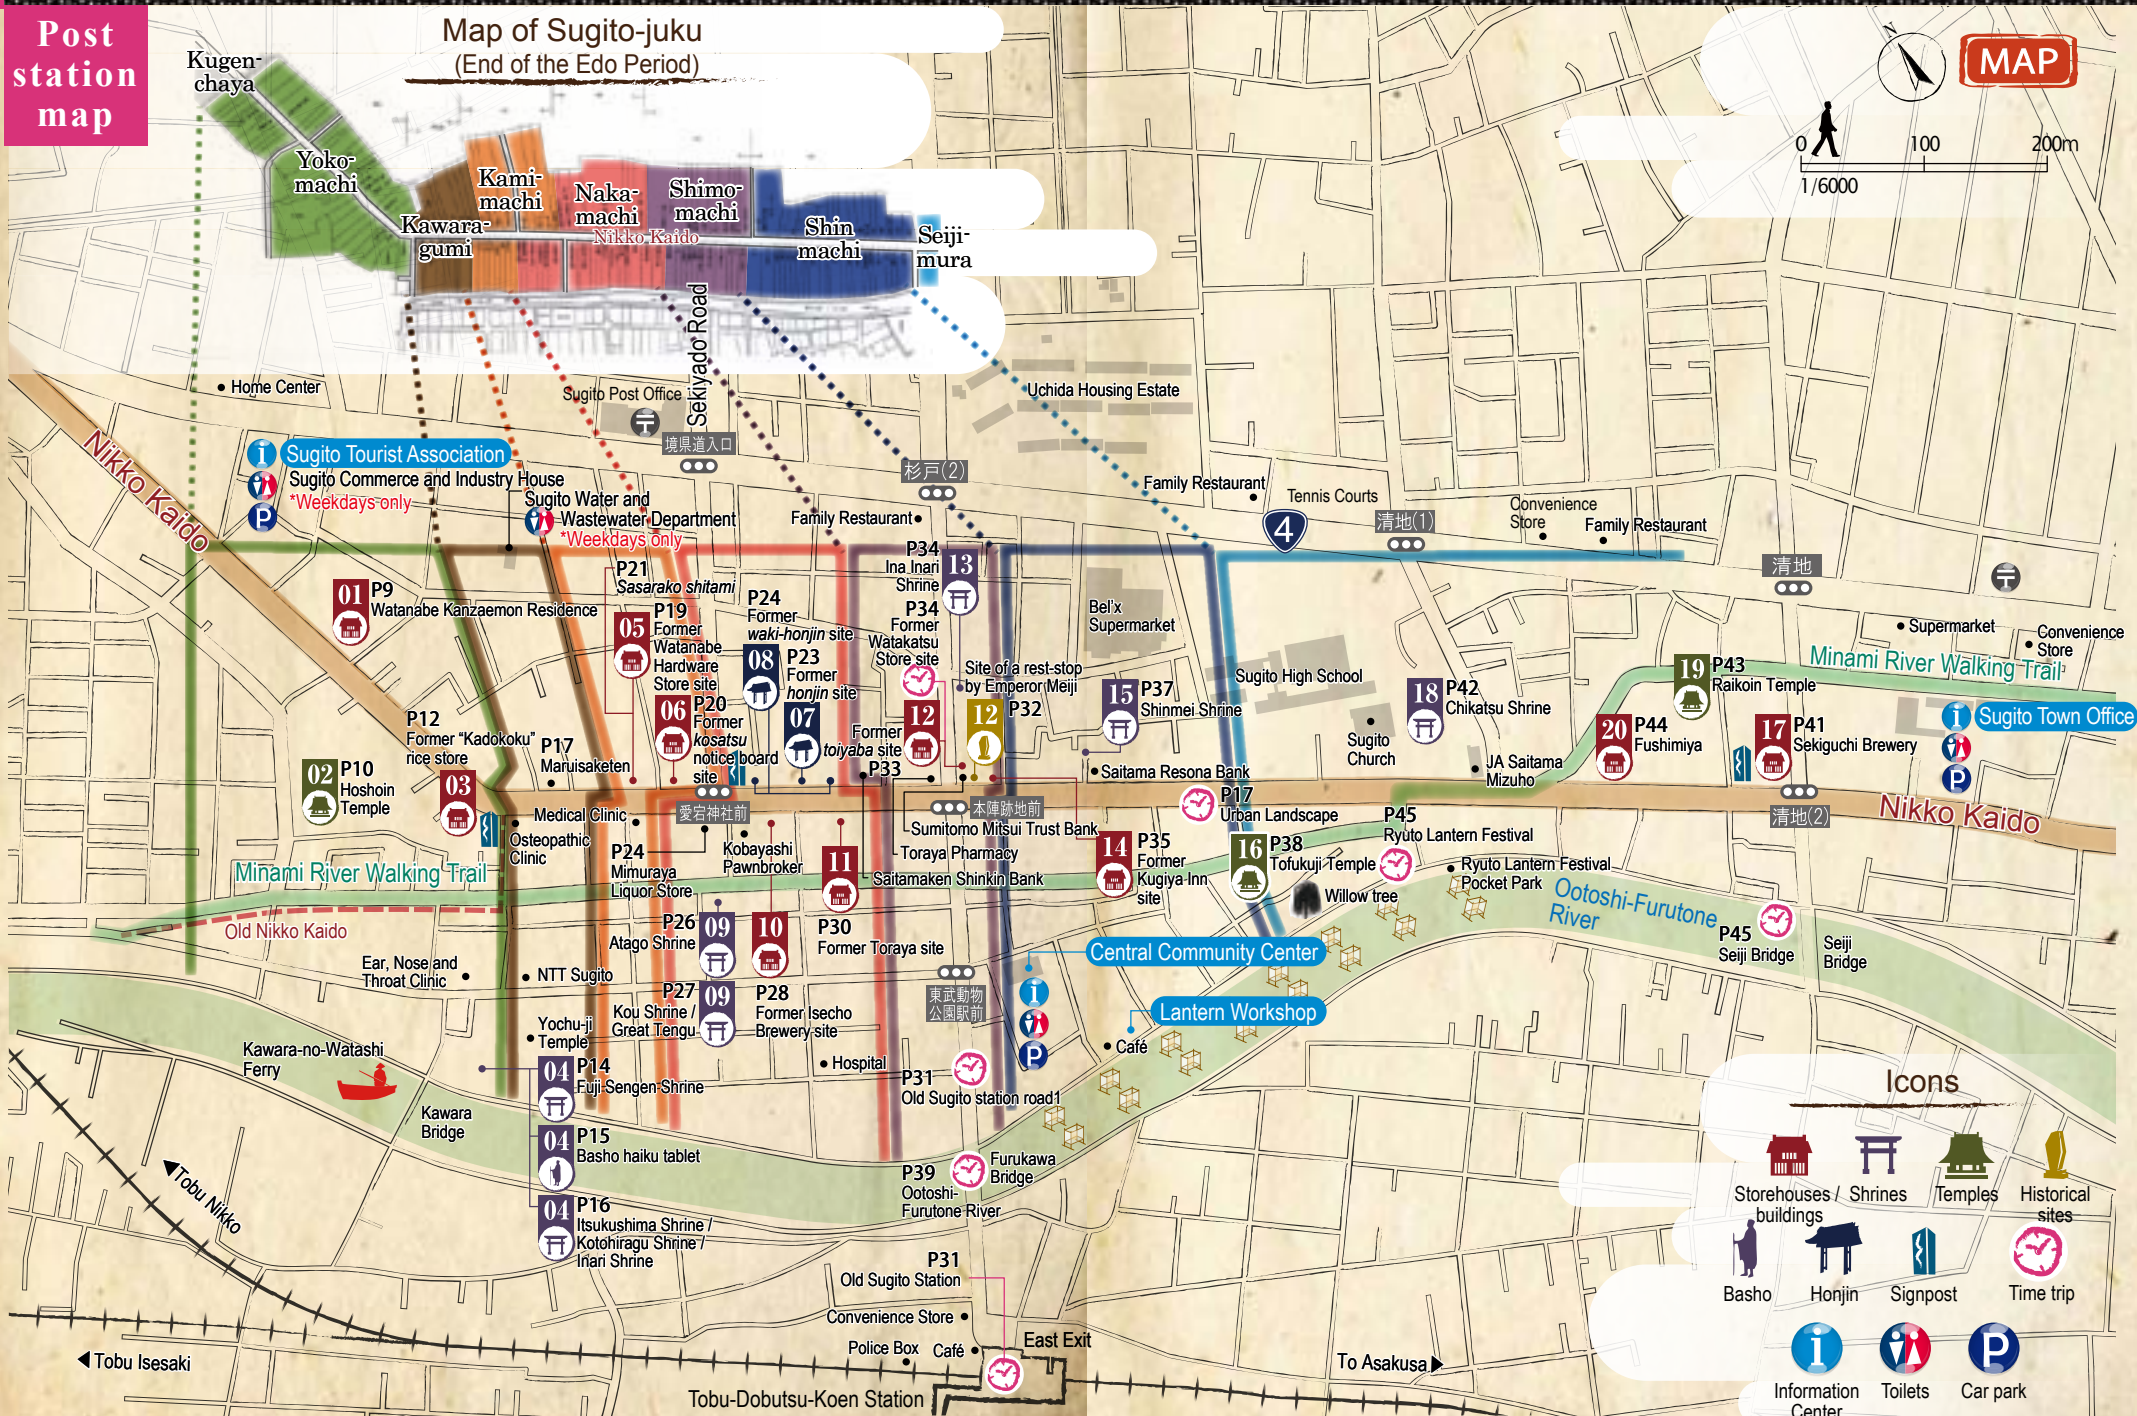 Post
station
map
Map of Sugito-juku
(End of the Edo Period)
Kugen-
chaya
Yoko-
machi
Kawara-
gumi
Kami-
machi
Naka-
machi
Nikko Kaido
Shimo-
machi
Shin
machi
Seiji-
mura
N
MAP
0 100 200m
1/6000
Home Center
Sugito Post Office
Sekiyado Road
境県道入口
杉戸(2)
Uchida Housing Estate
Nikko Kaido
i Sugito Tourist Association
Sugito Commerce and Industry House
*Weekdays only
P
Sugito Water and
Wastewater Department
*Weekdays only
Family Restaurant
Family Restaurant
Tennis Courts
4
清地(1)
Convenience
Store
Family Restaurant
清地
Supermarket
Convenience
Store
01 P9
Watanabe Kanzaemon Residence
P21
Sasarako shitami
05 P19
Former
Watanabe
Hardware
Store site
06 P20
Former
kosatsu
notice board
site
P24
Former
waki-honjin site
08
P23
Former
honjin site
07
P34
Ina Inari
Shrine
13
P34
Former
Watakatsu
Store site
Site of a rest-stop
by Emperor Meiji
12 P32
12
Former
toiyaba site
P33
Bel'x
Supermarket
15 P37
Shinmei Shrine
Sugito High School
Sugito
Church
18 P42
Chikatsu Shrine
JA Saitama
Mizuho
19 P43
Raikoin Temple
Minami River Walking Trail
20 P44
Fushimiya
17 P41
Sekiguchi Brewery
i Sugito Town Office
P
02 P10
Hoshoin
Temple
P12
Former “Kadokoku”
rice store
03
P17
Maruisaketen
Medical Clinic
Osteopathic
Clinic
愛宕神社前
本陣跡地前
Saitama Resona Bank
P17
Urban Landscape
清地(2)
Nikko Kaido
Minami River Walking Trail
Old Nikko Kaido
P24
Mimuraya
Liquor Store
Kobayashi
Pawnbroker
11
P30
Former Toraya site
Sumitomo Mitsui Trust Bank
Toraya Pharmacy
Saitamaken Shinkin Bank
14 P35
Former
Kugiya Inn
site
16 P38
Tofukuji Temple
Willow tree
P45
Ryuto Lantern Festival
Ryuto Lantern Festival
Pocket Park
Ootoshi-Furutone
River
P45
Seiji Bridge
Seiji
Bridge
P26
Atago Shrine
09
10
P28
Former Isecho
Brewery site
P27
Kou Shrine /
Great Tengu
09
Ear, Nose and
Throat Clinic
NTT Sugito
Yochu-ji
Temple
東武動物
公園駅前
Central Community Center
i
P
Lantern Workshop
Café
Hospital
P31
Old Sugito station road1
Kawara-no-Watashi
Ferry
Kawara
Bridge
04 P14
Fuji Sengen Shrine
04 P15
Basho haiku tablet
04 P16
Itsukushima Shrine /
Kotohiragu Shrine /
Inari Shrine
P39
Ootoshi-
Furutone River
Furukawa
Bridge
P31
Old Sugito Station
Convenience Store
Police Box
Café
East Exit
Tobu-Dobutsu-Koen Station
Tobu Nikko
Tobu Isesaki
To Asakusa
Icons
Storehouses /
buildings
Shrines
Temples
Historical
sites
Basho
Honjin
Signpost
Time trip
i
P
Information
Center
Toilets
Car park